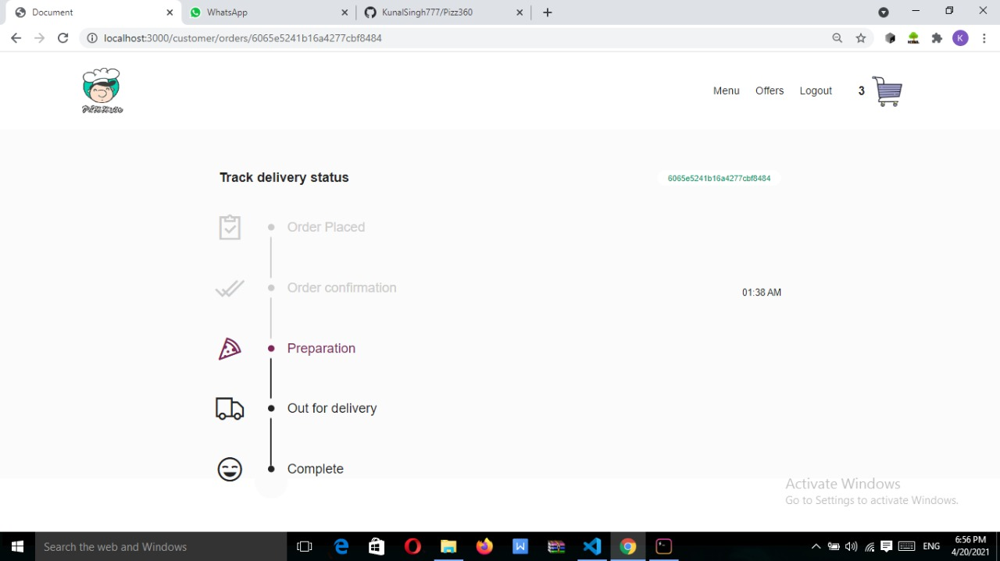 Document
WhatsApp
KunalSingh777/Pizz360
localhost:3000/customer/orders/6065e5241b16a4277cbf8484
K
Menu
Offers
Logout
3
Track delivery status
6065e5241b16a4277cbf8484
Order Placed
Order confirmation
01:38 AM
Preparation
Out for delivery
Complete
Activate Windows
Go to Settings to activate Windows.
Search the web and Windows
ENG
6:56 PM
4/20/2021